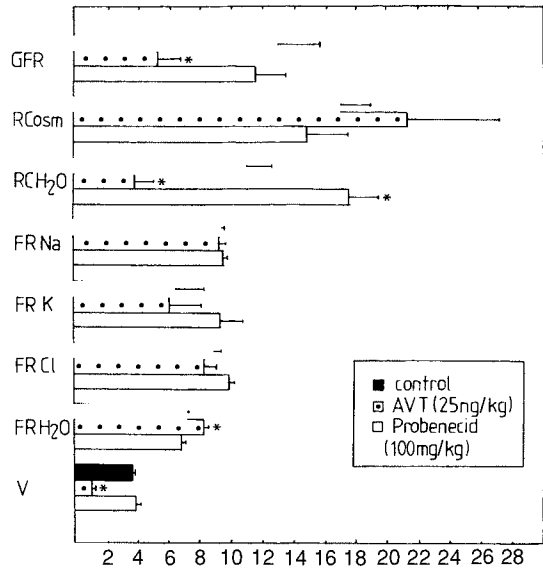 GFR
*
RCosm
RCH₂O
*
*
FR Na
FR K
FR Cl
FR H₂O
*
V
*
control
AVT (25ng/kg)
Probenecid
(100mg/kg)
2 4 6 8 10 12 14 16 18 20 22 24 26 28